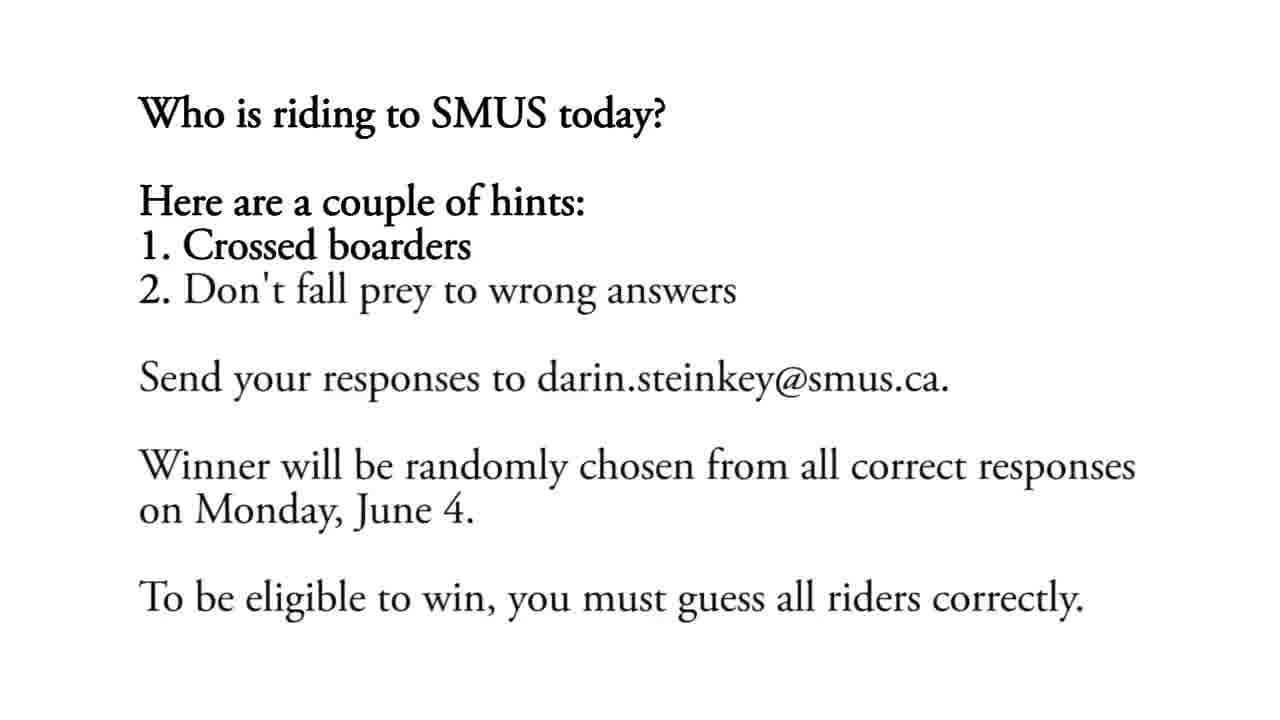 Who is riding to SMUS today?
Here are a couple of hints:
1. Crossed boarders
2. Don't fall prey to wrong answers
Send your responses to darin.steinkey@smus.ca.
Winner will be randomly chosen from all correct responses
on Monday, June 4.
To be eligible to win, you must guess all riders correctly.